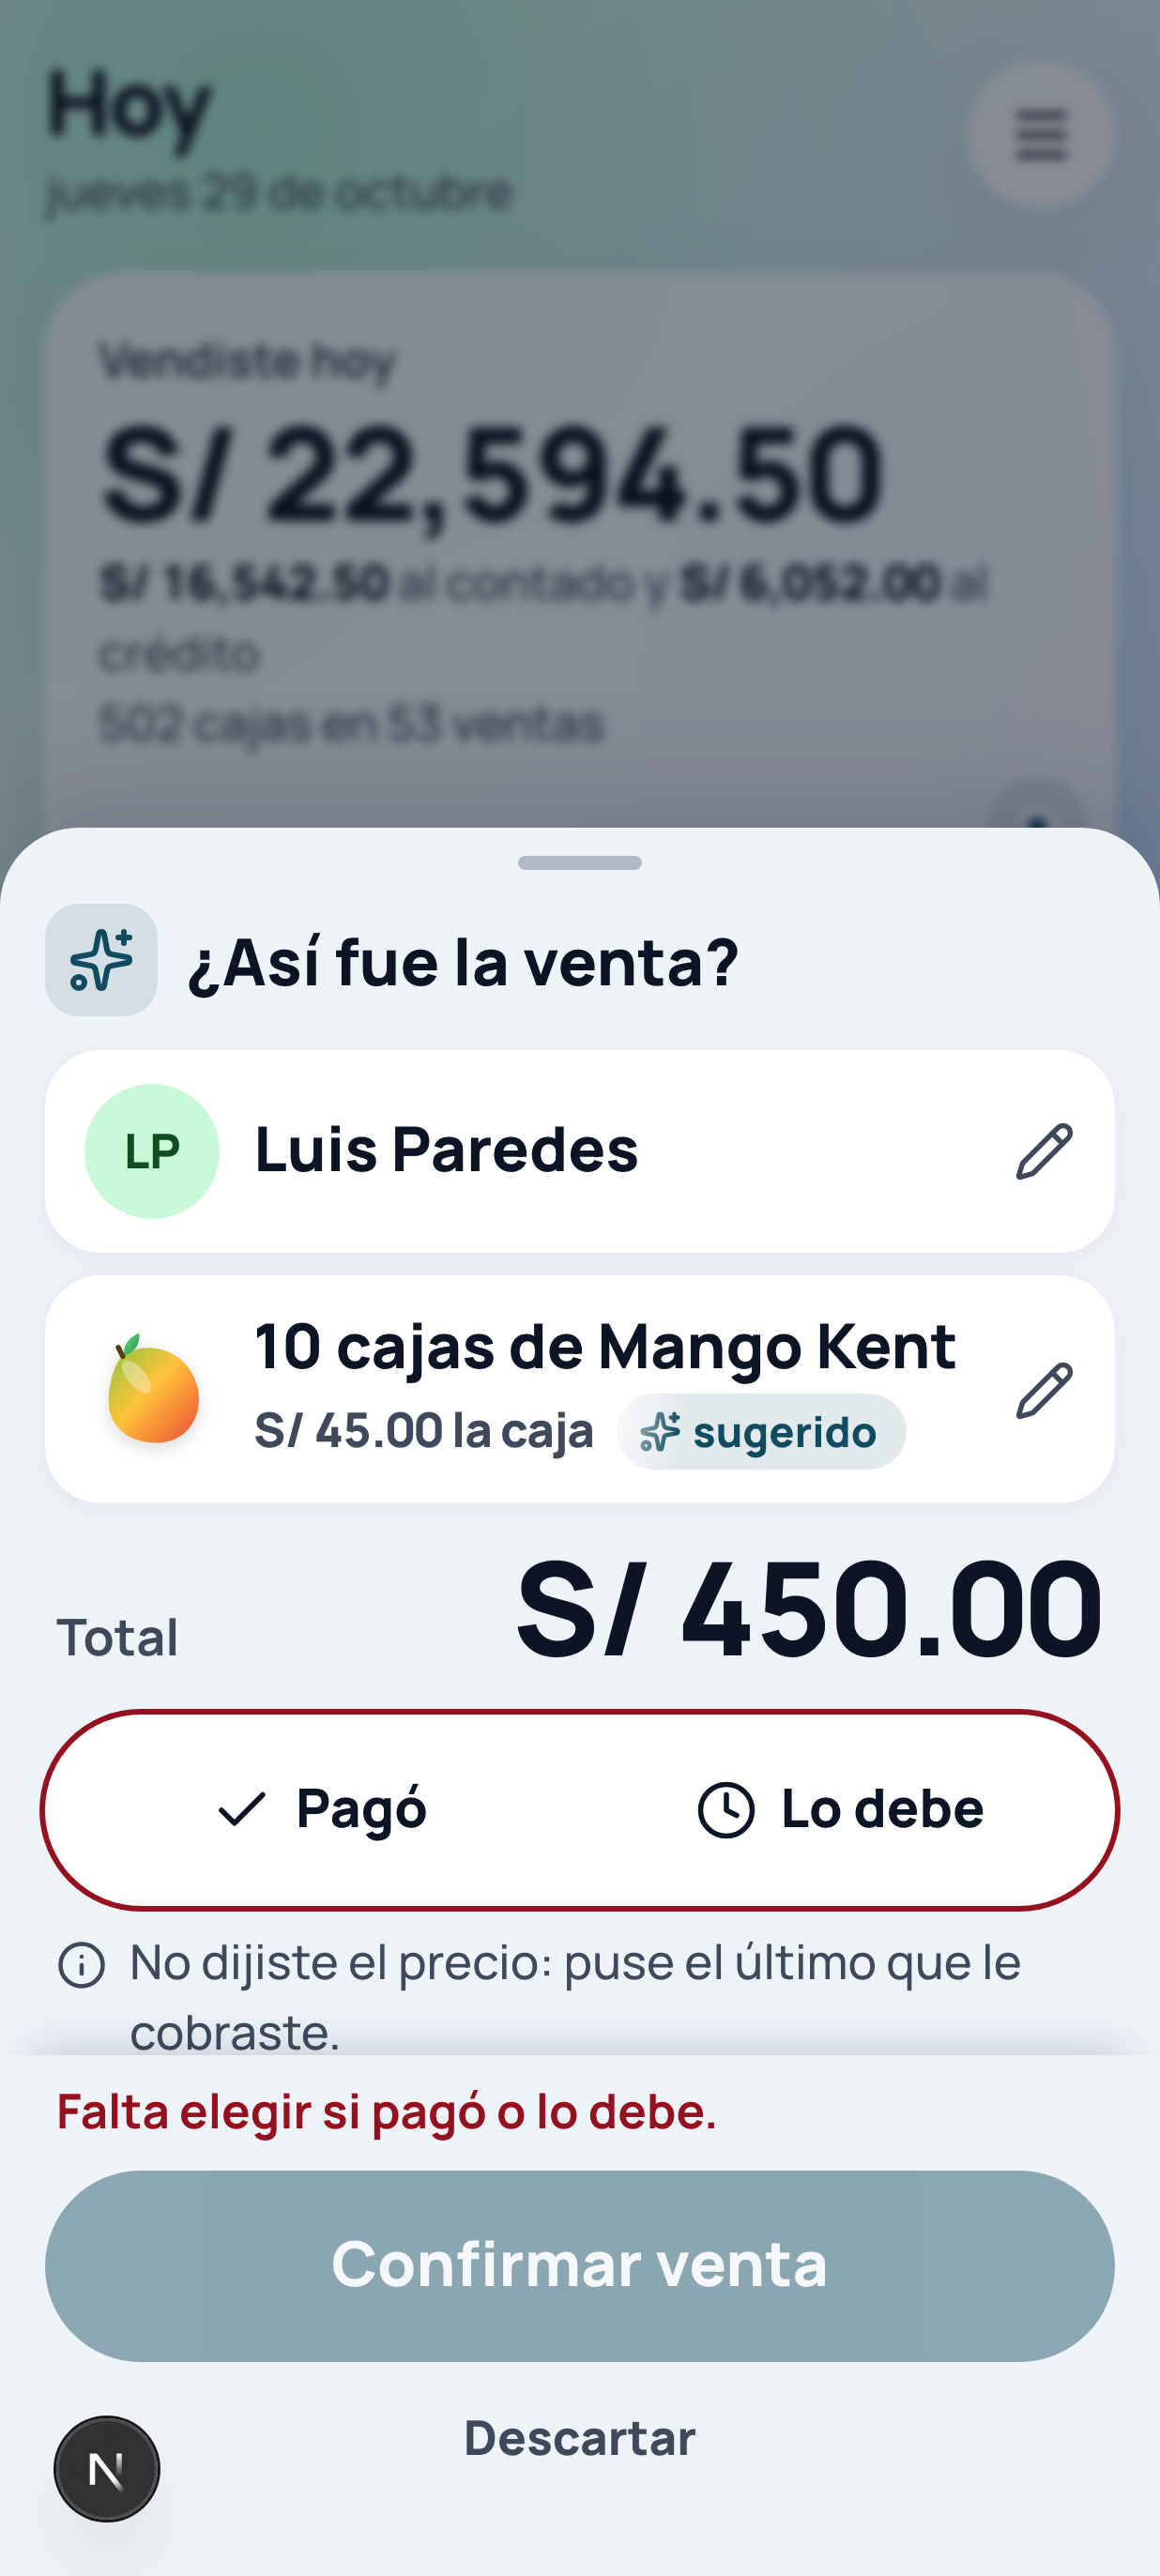 Hoy
jueves 29 de octubre
Vendiste hoy
S/ 22,594.50
S/ 16,542.50 al contado y S/ 6,052.00 al
crédito
502 cajas en 53 ventas
¿Así fue la venta?
LP
Luis Paredes
10 cajas de Mango Kent
S/ 45.00 la caja
sugerido
Total
S/ 450.00
Pagó
Lo debe
No dijiste el precio: puse el último que le
cobraste.
Falta elegir si pagó o lo debe.
Confirmar venta
Descartar
N